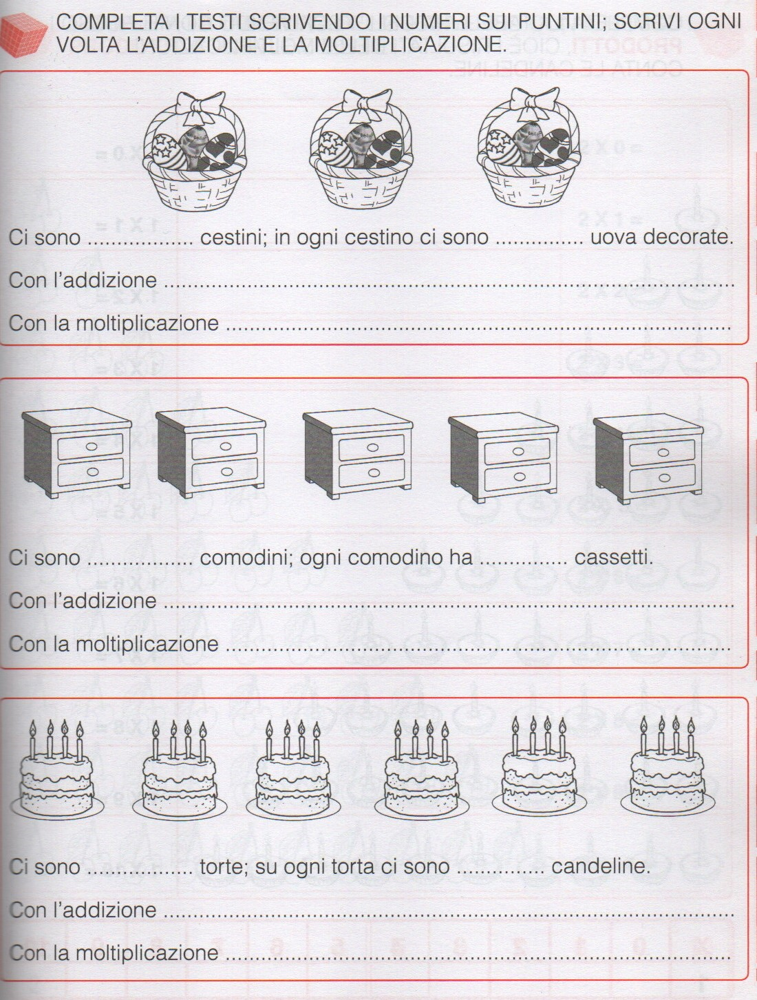 COMPLETA I TESTI SCRIVENDO I NUMERI SUI PUNTINI; SCRIVI OGNI
VOLTA L'ADDIZIONE E LA MOLTIPLICAZIONE.
Ci sono .................. cestini; in ogni cestino ci sono ............... uova decorate.
Con l'addizione ................................................................................................
Con la moltiplicazione .....................................................................................
Ci sono .................. comodini; ogni comodino ha ............... cassetti.
Con l'addizione ................................................................................................
Con la moltiplicazione .....................................................................................
Ci sono .................. torte; su ogni torta ci sono ............... candeline.
Con l'addizione ................................................................................................
Con la moltiplicazione .....................................................................................